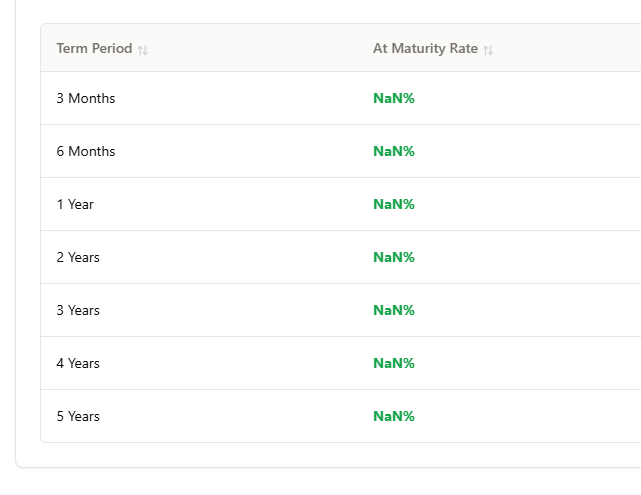 Term Period At Maturity Rate
3 Months NaN%
6 Months NaN%
1 Year NaN%
2 Years NaN%
3 Years NaN%
4 Years NaN%
5 Years NaN%